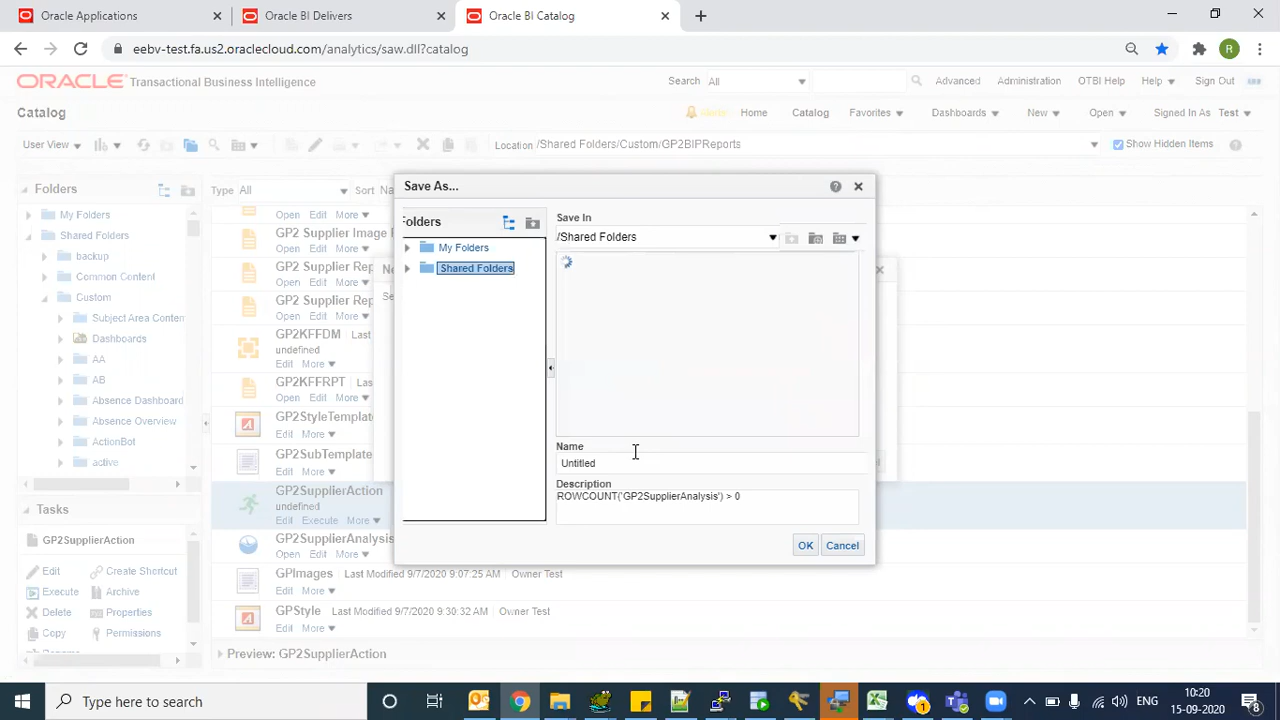 Oracle Applications
Oracle BI Delivers
Oracle BI Catalog
eebv-test.fa.us2.oraclecloud.com/analytics/saw.dll?catalog
R
ORACLE Transactional Business Intelligence
Search All
Advanced
Administration
OTBI Help
Help
Sign Out
Catalog
Home
Catalog
Favorites
Dashboards
New
Open
Signed In As Test
User View
Location /Shared Folders/Custom/GP2BIPReports
Show Hidden Items
Folders
My Folders
Shared Folders
backup
Common Content
Custom
Subject Area Conten
Dashboards
AA
AB
Absence Dashboard
Absence Overview
ActionBot
active
Tasks
GP2SupplierAction
Edit
Create Shortcut
Execute
Archive
Delete
Properties
Copy
Permissions
Type All
Sort
Open Edit More
GP2 Supplier Image
Open Edit More
GP2 Supplier Rep
Open Edit More
GP2 Supplier Rep
Open Edit More
GP2KFFDM Last
undefined
Edit More
GP2KFFRPT
Open Edit More
GP2StyleTemplat
Edit More
GP2SubTemplate
Edit More
GP2SupplierAction
undefined
Edit Execute More
GP2SupplierAnalysis
Open Edit More
GPImages Last Modified 9/7/2020 9:07:25 AM Owner Test
Edit More
GPStyle Last Modified 9/7/2020 9:30:32 AM Owner Test
Edit More
Preview: GP2SupplierAction
Save As...
Folders
My Folders
Shared Folders
Save In
/Shared Folders
Name
Untitled
Description
ROWCOUNT('GP2SupplierAnalysis') > 0
OK
Cancel
Type here to search
ENG
10:20
15-09-2020